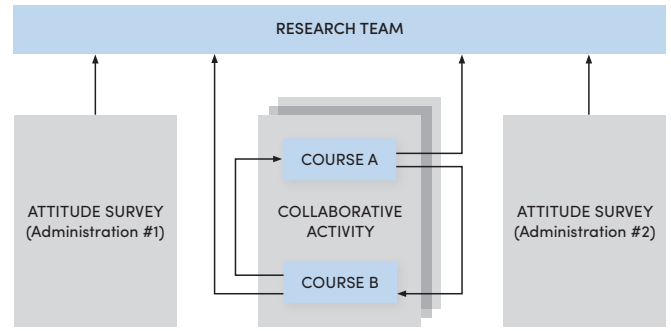 RESEARCH TEAM
ATTITUDE SURVEY
(Administration #1)
COURSE A
COLLABORATIVE
ACTIVITY
COURSE B
ATTITUDE SURVEY
(Administration #2)